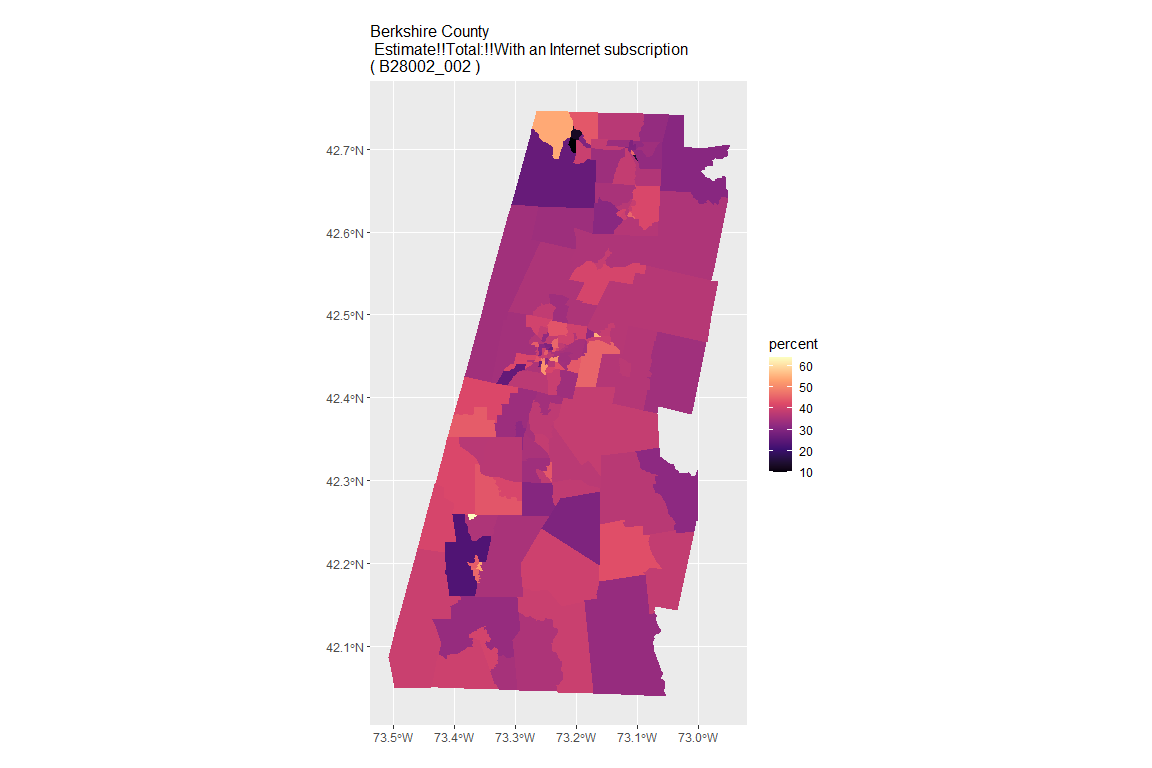 Berkshire County
Estimate!!Total:!!With an Internet subscription
( B28002_002 )
42.7°N
42.6°N
42.5°N
42.4°N
42.3°N
42.2°N
42.1°N
73.5°W 73.4°W 73.3°W 73.2°W 73.1°W 73.0°W
percent
60
50
40
30
20
10